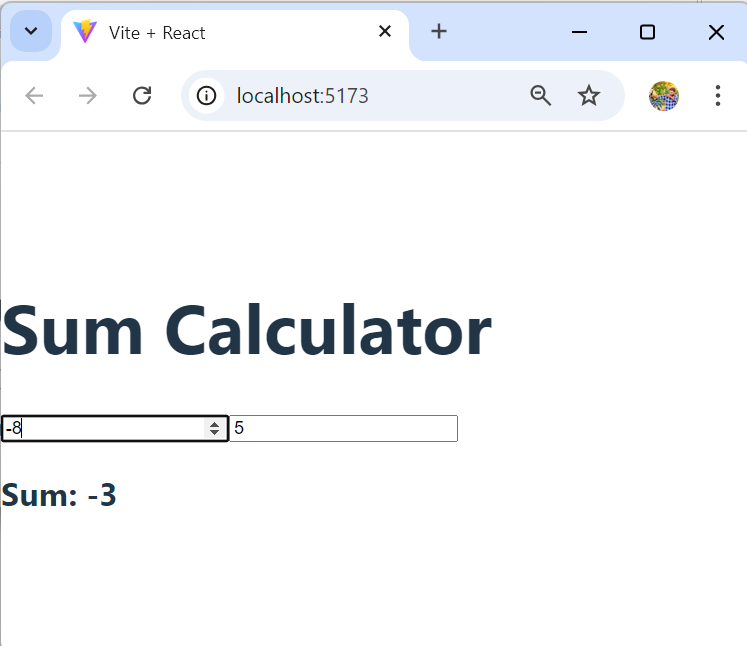 Vite + React
localhost:5173
Sum Calculator
-8 5
Sum: -3